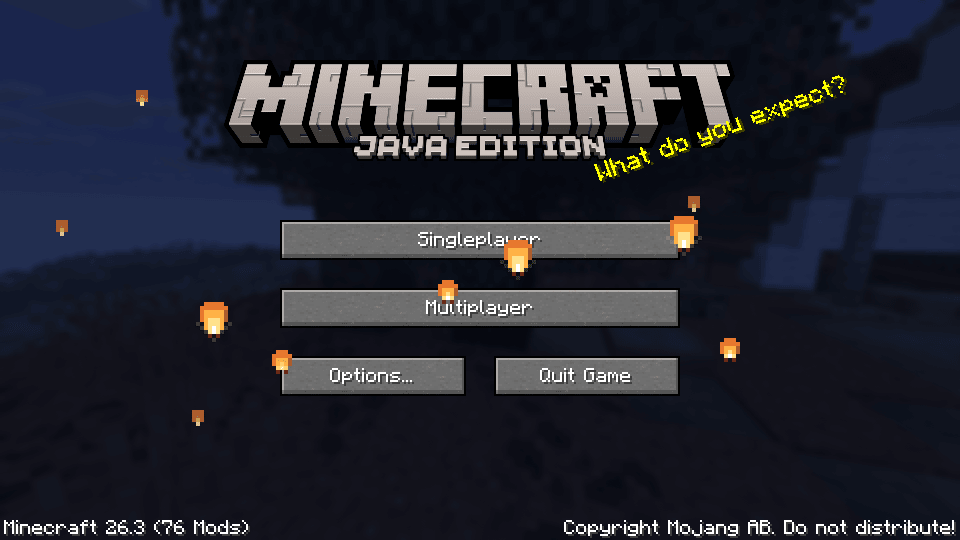 MINECRAFT
JAVA EDITION
What do you expect?
Singleplayer
Multiplayer
Options...
Quit Game
Minecraft 26.3 (76 Mods)
Copyright Mojang AB. Do not distribute!